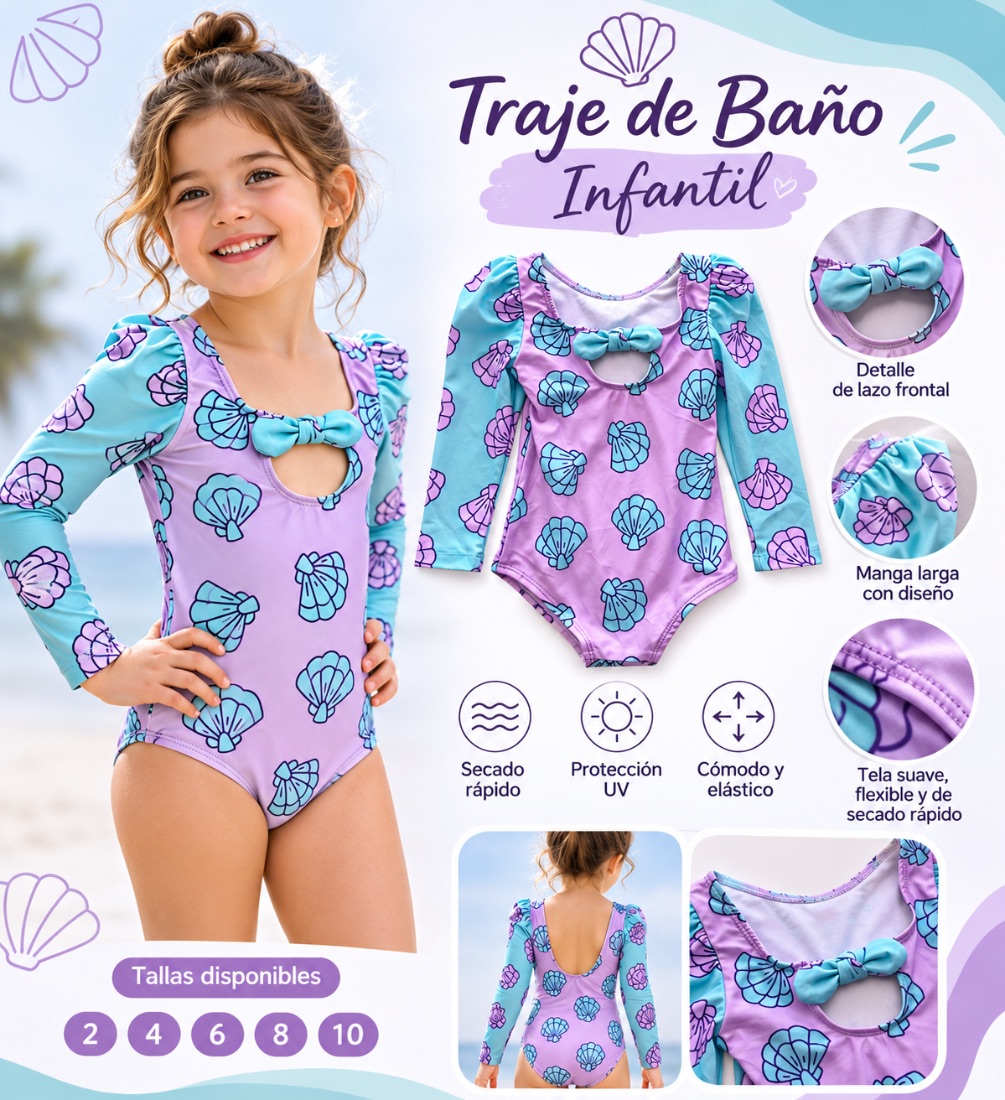 Traje de Baño
Infantil
Detalle
de lazo frontal
Manga larga
con diseño
Secado
rápido
Protección
UV
Cómodo y
elástico
Tela suave,
flexible y de
secado rápido
Tallas disponibles
2
4
6
8
10